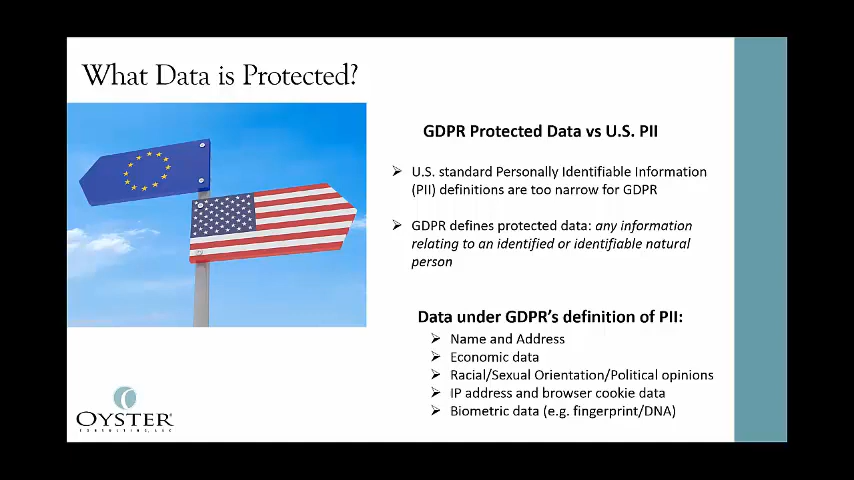 What Data is Protected?
GDPR Protected Data vs U.S. PII
U.S. standard Personally Identifiable Information
(PII) definitions are too narrow for GDPR
GDPR defines protected data: any information
relating to an identified or identifiable natural
person
Data under GDPR's definition of PII:
Name and Address
Economic data
Racial/Sexual Orientation/Political opinions
IP address and browser cookie data
Biometric data (e.g. fingerprint/DNA)
OYSTER
CONSULTING, LLC